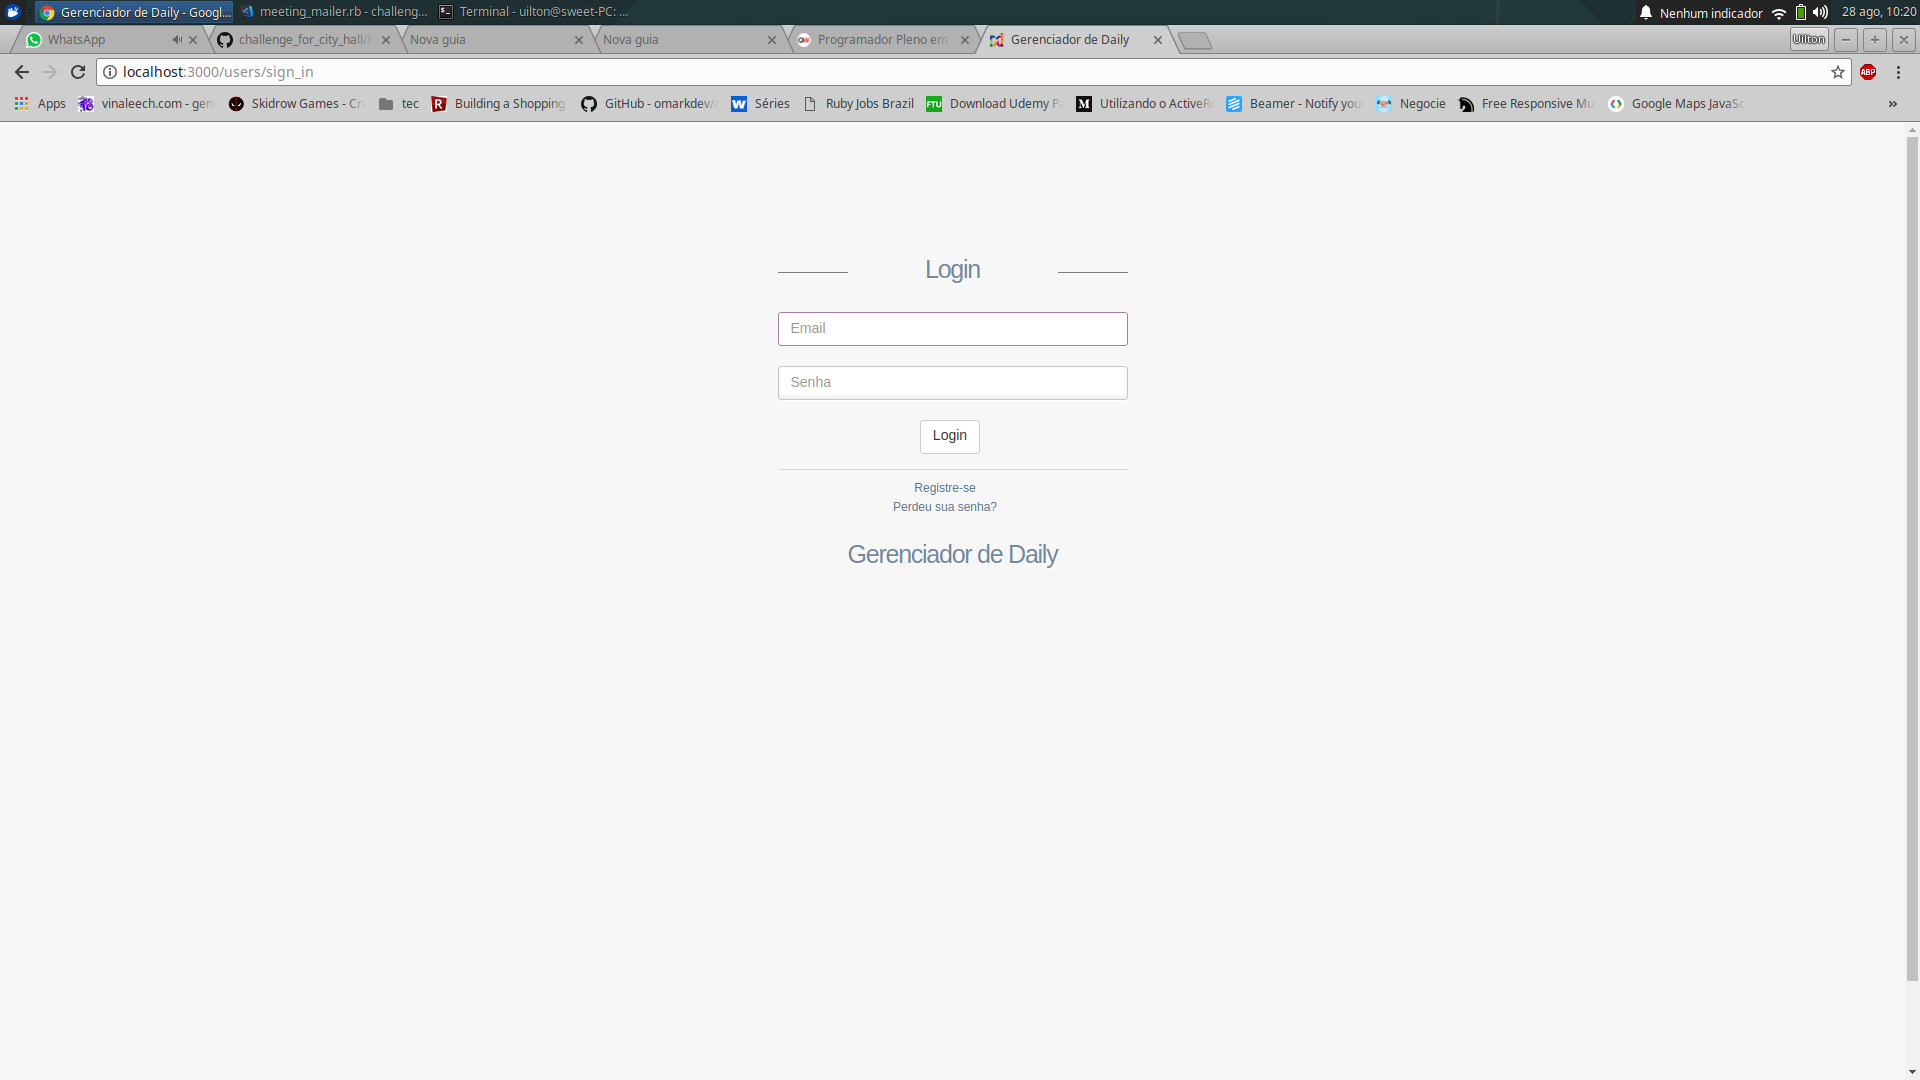 Gerenciador de Daily - Googl... meeting_mailer.rb - challeng... Terminal - uilton@sweet-PC: ... Nenhum indicador 28 ago, 10:20
WhatsApp challenge_for_city_hall/ Nova guia Nova guia Programador Pleno em Gerenciador de Daily Uilton
localhost:3000/users/sign_in ABP
Apps vinaleech.com - gen Skidrow Games - Cr tec Building a Shopping GitHub - omarkdev/ Séries Ruby Jobs Brazil Download Udemy P Utilizando o ActiveR Beamer - Notify you Negocie Free Responsive Mu Google Maps JavaSc »
Login
Email
Senha
Login
Registre-se
Perdeu sua senha?
Gerenciador de Daily